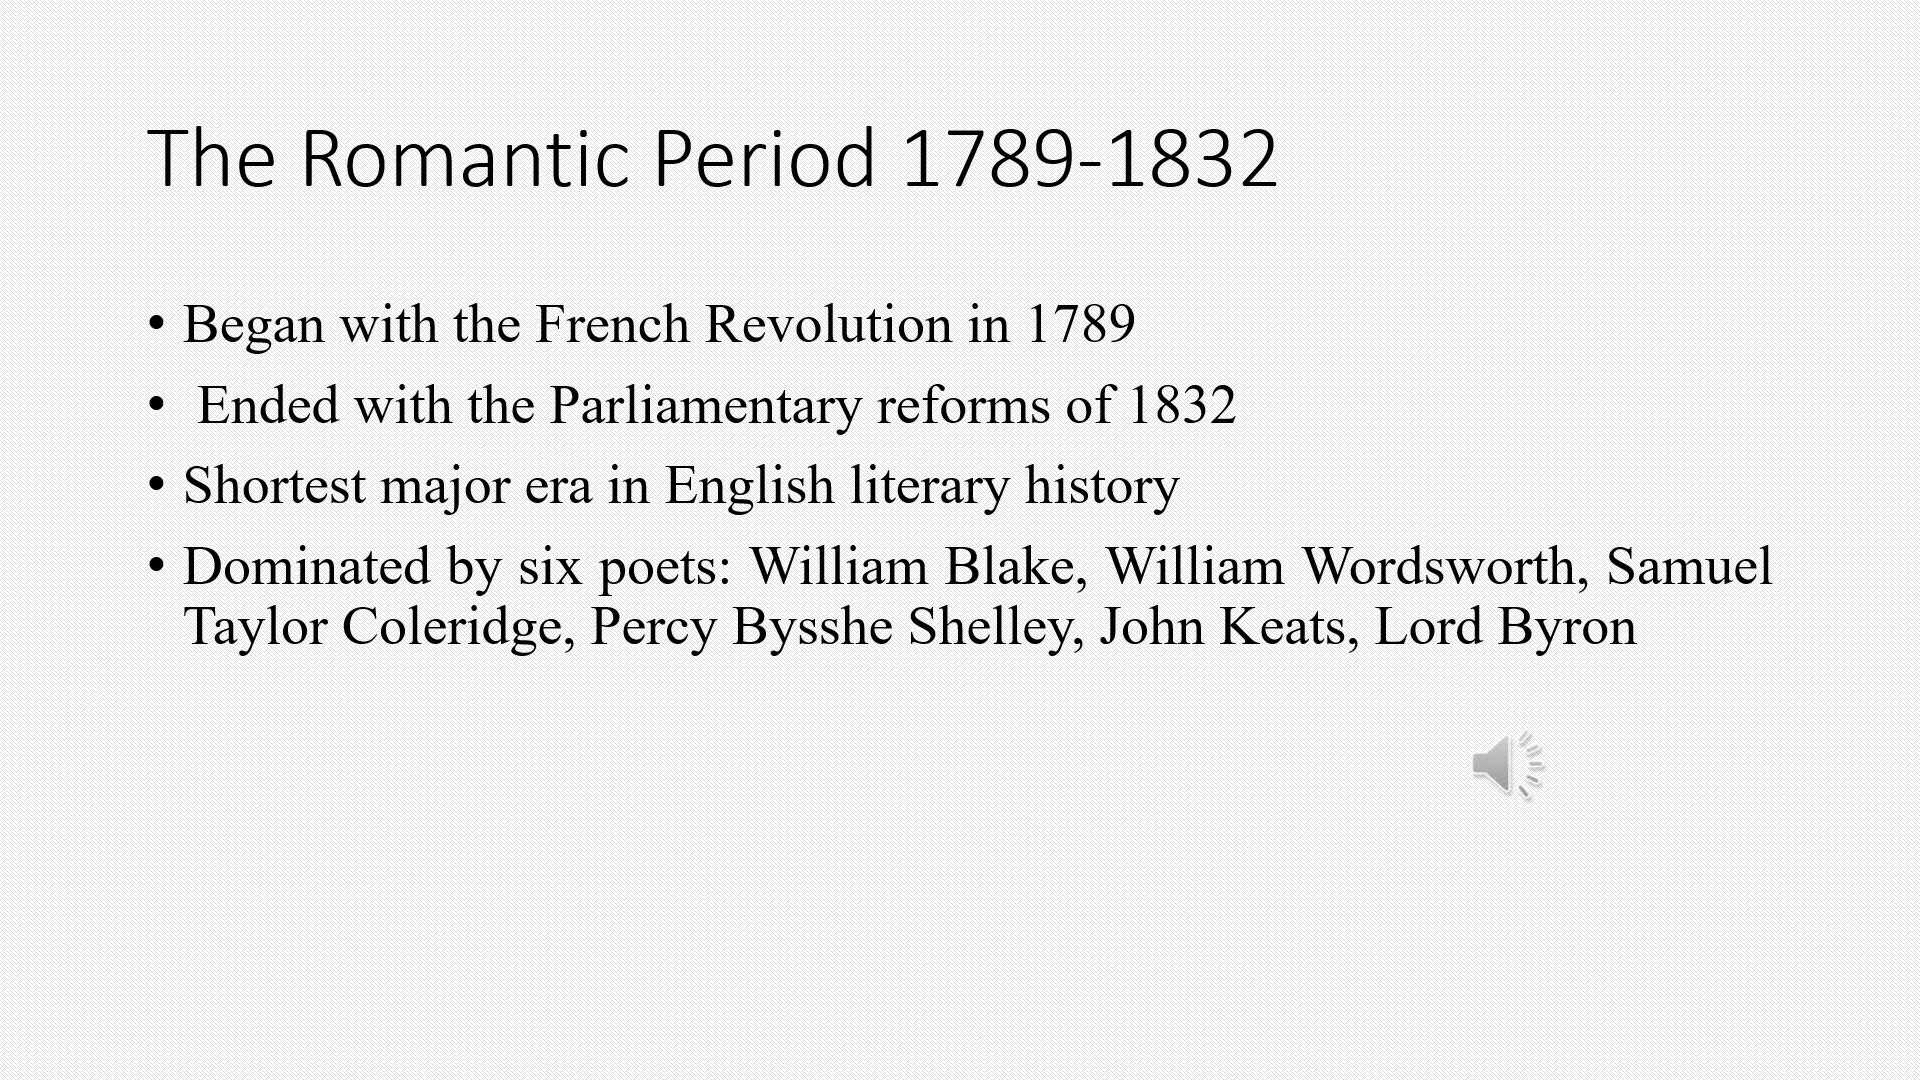 The Romantic Period 1789-1832
• Began with the French Revolution in 1789
• Ended with the Parliamentary reforms of 1832
• Shortest major era in English literary history
• Dominated by six poets: William Blake, William Wordsworth, Samuel
Taylor Coleridge, Percy Bysshe Shelley, John Keats, Lord Byron